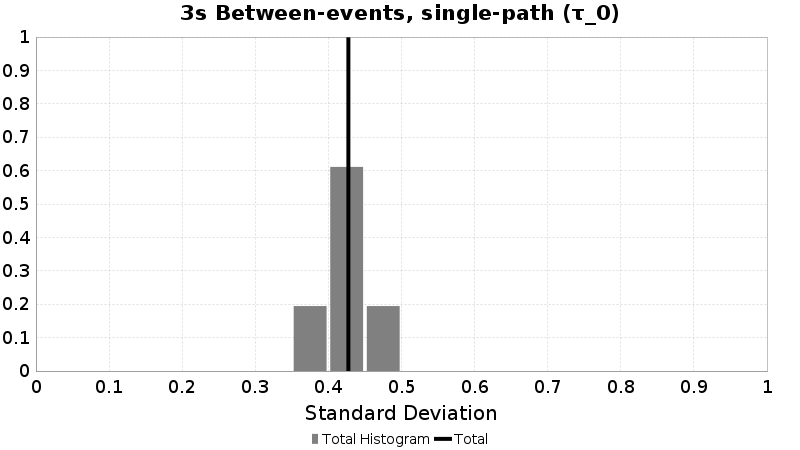 3s Between-events, single-path (τ_0)
1
0.9
0.8
0.7
0.6
0.5
0.4
0.3
0.2
0.1
0
0 0.1 0.2 0.3 0.4 0.5 0.6 0.7 0.8 0.9 1
Standard Deviation
Total Histogram Total